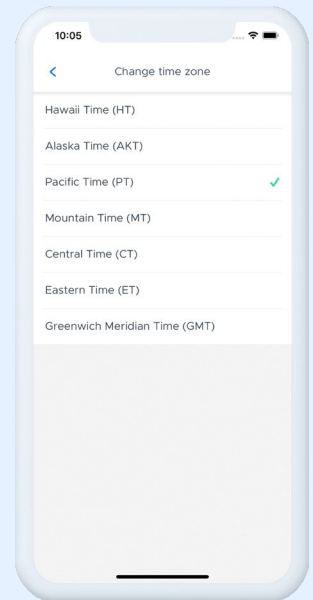 10:05
Change time zone
Hawaii Time (HT)
Alaska Time (AKT)
Pacific Time (PT)
Mountain Time (MT)
Central Time (CT)
Eastern Time (ET)
Greenwich Meridian Time (GMT)